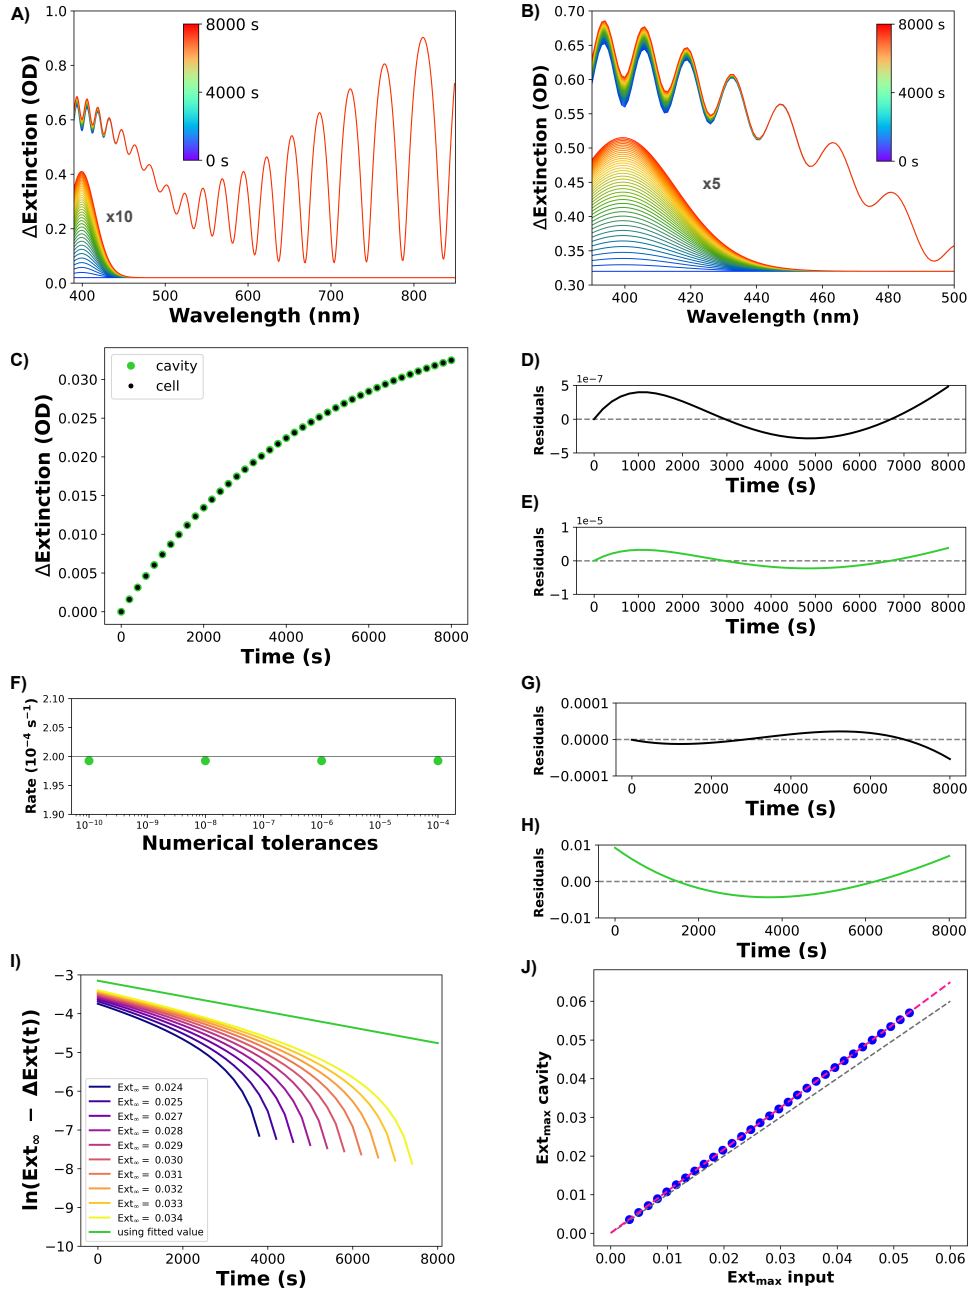 A)
1.0
0.8
0.6
0.4
0.2
0.0
ΔExtinction (OD)
8000 s
4000 s
0 s
x10
400 500 600 700 800
Wavelength (nm)
B)
0.70
0.65
0.60
0.55
0.50
0.45
0.40
0.35
0.30
ΔExtinction (OD)
8000 s
4000 s
0 s
x5
400 420 440 460 480 500
Wavelength (nm)
C)
cavity
cell
0.030
0.025
0.020
0.015
0.010
0.005
0.000
ΔExtinction (OD)
0 2000 4000 6000 8000
Time (s)
D)
1e−7
5
0
−5
Residuals
0 1000 2000 3000 4000 5000 6000 7000 8000
Time (s)
E)
1e−5
1
0
−1
Residuals
0 1000 2000 3000 4000 5000 6000 7000 8000
Time (s)
F)
2.10
2.05
2.00
1.95
1.90
Rate (10⁻⁴ s⁻¹)
10⁻¹⁰ 10⁻⁹ 10⁻⁸ 10⁻⁷ 10⁻⁶ 10⁻⁵ 10⁻⁴
Numerical tolerances
G)
0.0001
0.0000
−0.0001
Residuals
0 2000 4000 6000 8000
Time (s)
H)
0.01
0.00
−0.01
Residuals
0 2000 4000 6000 8000
Time (s)
I)
−3
−4
−5
−6
−7
−8
−9
−10
ln(Ext∞ − ΔExt(t))
Ext∞ = 0.024
Ext∞ = 0.025
Ext∞ = 0.027
Ext∞ = 0.028
Ext∞ = 0.029
Ext∞ = 0.030
Ext∞ = 0.031
Ext∞ = 0.032
Ext∞ = 0.033
Ext∞ = 0.034
using fitted value
0 2000 4000 6000 8000
Time (s)
J)
0.06
0.05
0.04
0.03
0.02
0.01
0.00
Ext_max cavity
0.00 0.01 0.02 0.03 0.04 0.05 0.06
Ext_max input